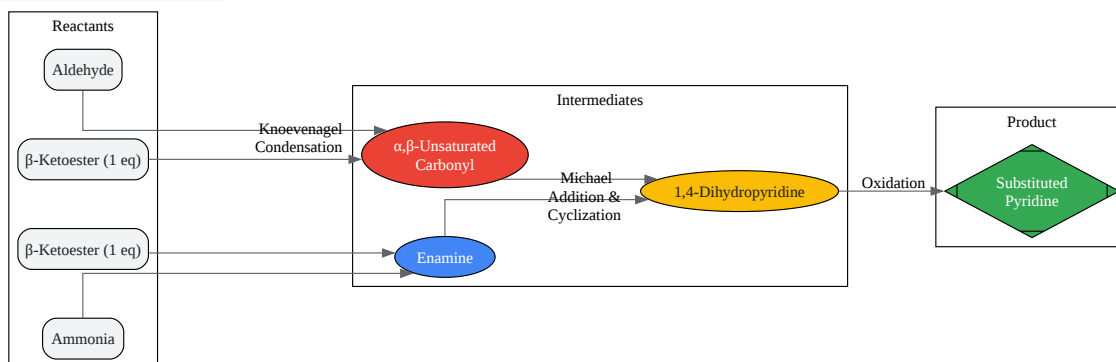 Reactants
Aldehyde
β-Ketoester (1 eq)
β-Ketoester (1 eq)
Ammonia
Knoevenagel
Condensation
Intermediates
α,β-Unsaturated
Carbonyl
Enamine
Michael
Addition &
Cyclization
1,4-Dihydropyridine
Oxidation
Product
Substituted
Pyridine